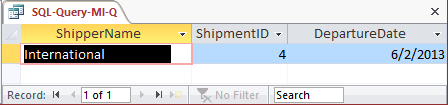 SQL-Query-MI-Q
ShipperName ShipmentID DepartureDate
International 4 6/2/2013
Record: 1 of 1 No Filter Search